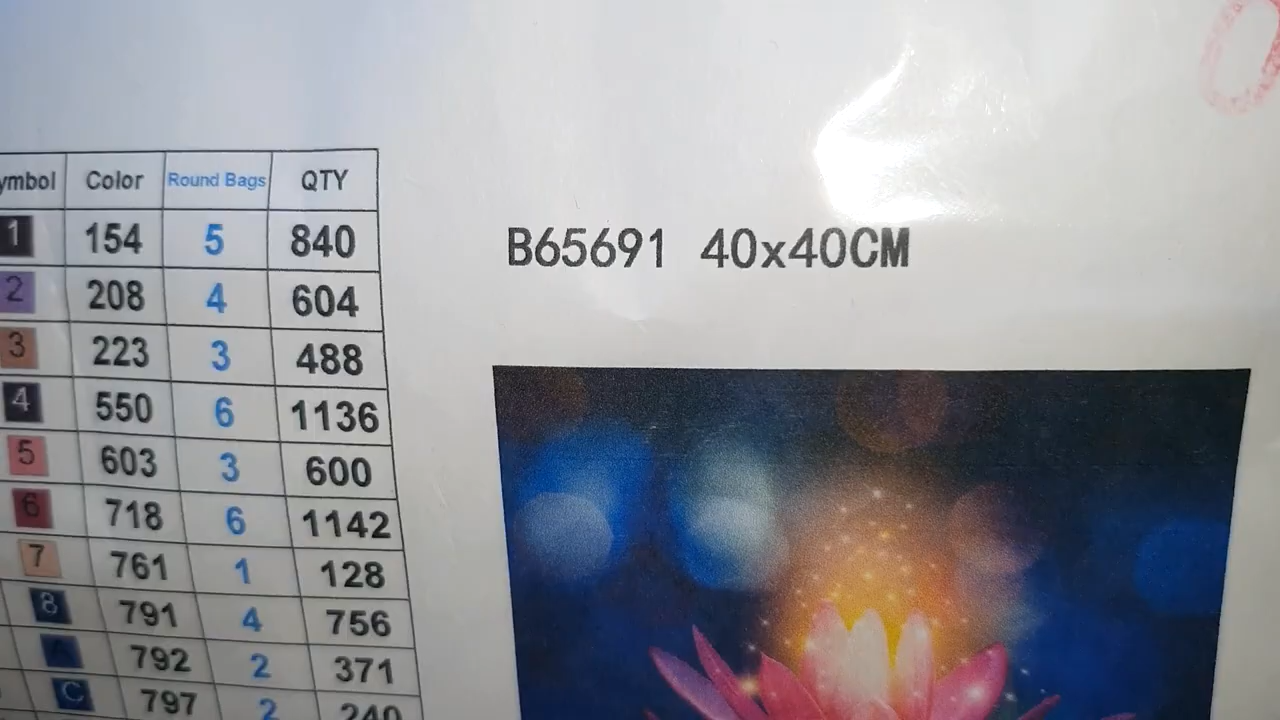 ymbol Color Round Bags QTY
1 154 5 840
2 208 4 604
3 223 3 488
4 550 6 1136
5 603 3 600
6 718 6 1142
7 761 1 128
8 791 4 756
A 792 2 371
C 797 2 240
B65691 40x40CM